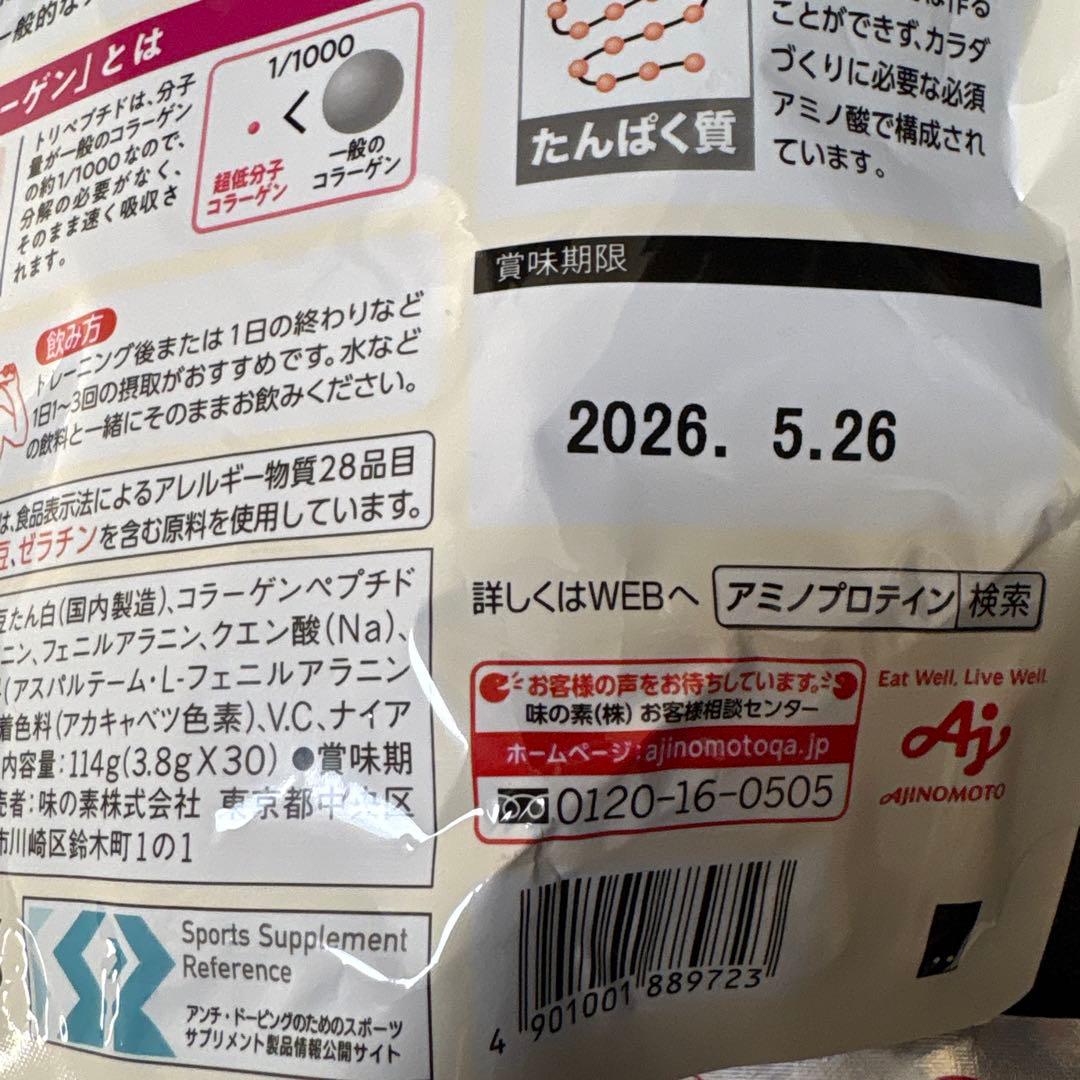 一般的な
ーゲン」とは
トリペプチドは、分子
量が一般のコラーゲン
の約1/1000なので、
分解の必要がなく、
そのまま速く吸収さ
れます。
1/1000
<
超低分子
コラーゲン
一般の
コラーゲン
たんぱく質
ことができず、カラダ
づくりに必要な必須
アミノ酸で構成され
ています。
賞味期限
2026. 5.26
飲み方
トレーニング後または1日の終わりなど
1日1~3回の摂取がおすすめです。水など
の飲料と一緒にそのままお飲みください。
は、食品表示法によるアレルギー物質28品目
豆、ゼラチンを含む原料を使用しています。
豆たん白(国内製造)、コラーゲンペプチド
ニン、フェニルアラニン、クエン酸(Na)、
(アスパルテーム・L-フェニルアラニン
着色料(アカキャベツ色素)、V.C、ナイア
内容量:114g(3.8g×30) ●賞味期
売者:味の素株式会社 東京都中央区
市川崎区鈴木町1の1
詳しくはWEBへ アミノプロテイン 検索
お客様の声をお待ちしています。
味の素(株) お客様相談センター
ホームページ:ajinomotoqa.jp
0120-16-0505
Eat Well, Live Well.
Aj
AJINOMOTO
Sports Supplement
Reference
アンチ・ドーピングのためのスポーツ
サプリメント製品情報公開サイト
4 901001 889723